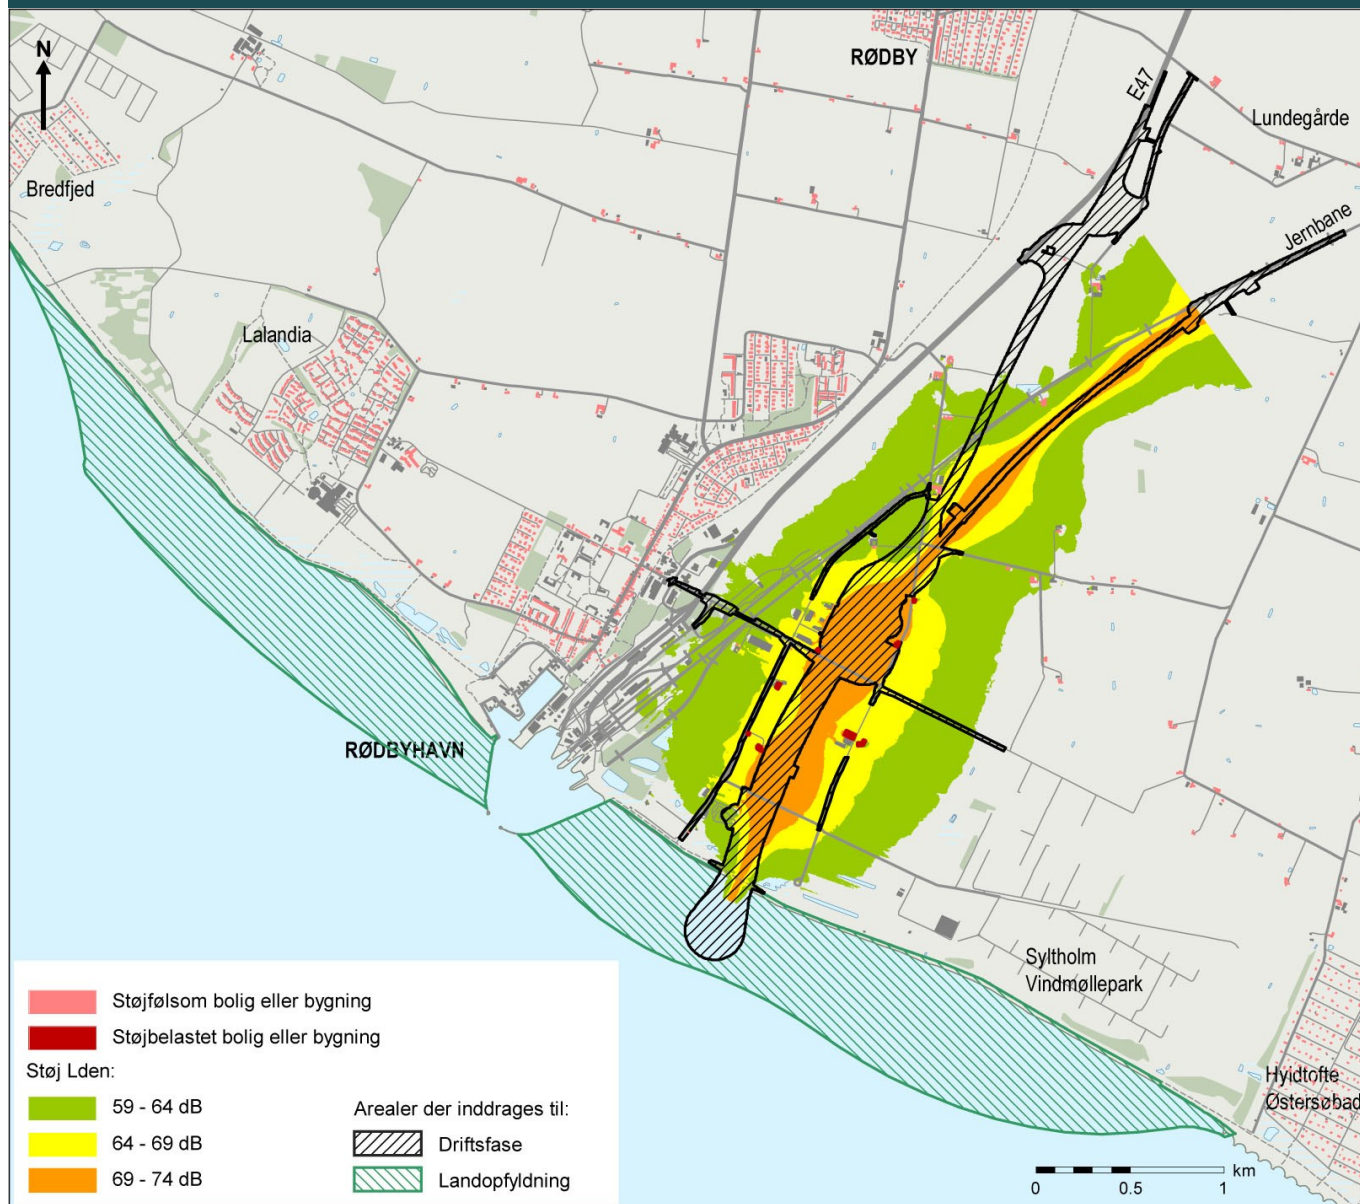 N
RØDBY
E47
Lundegårde
Bredfjed
Jernbane
Lalandia
RØDBYHAVN
Syltholm
Vindmøllepark
Hyldtofte
Østersøbad
Støjfølsom bolig eller bygning
Støjbelastet bolig eller bygning
Støj Lden:
59 - 64 dB
64 - 69 dB
69 - 74 dB
Arealer der inddrages til:
Driftsfase
Landopfyldning
km
0 0.5 1